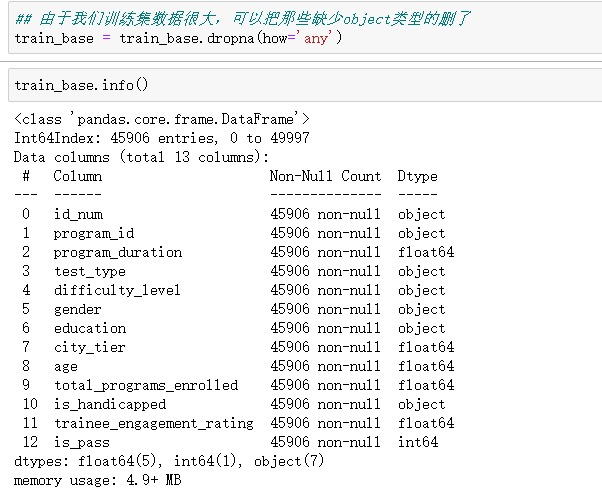 ## 由于我们训练集数据很大，可以把那些缺少object类型的删了
train_base = train_base.dropna(how='any')
train_base.info()
<class 'pandas.core.frame.DataFrame'>
Int64Index: 45906 entries, 0 to 49997
Data columns (total 13 columns):
 #   Column                     Non-Null Count  Dtype
---  ------                     --------------  -----
 0   id_num                     45906 non-null  object
 1   program_id                 45906 non-null  object
 2   program_duration           45906 non-null  float64
 3   test_type                  45906 non-null  object
 4   difficulty_level           45906 non-null  object
 5   gender                     45906 non-null  object
 6   education                  45906 non-null  object
 7   city_tier                  45906 non-null  float64
 8   age                        45906 non-null  float64
 9   total_programs_enrolled    45906 non-null  float64
 10  is_handicapped             45906 non-null  object
 11  trainee_engagement_rating  45906 non-null  float64
 12  is_pass                    45906 non-null  int64
dtypes: float64(5), int64(1), object(7)
memory usage: 4.9+ MB